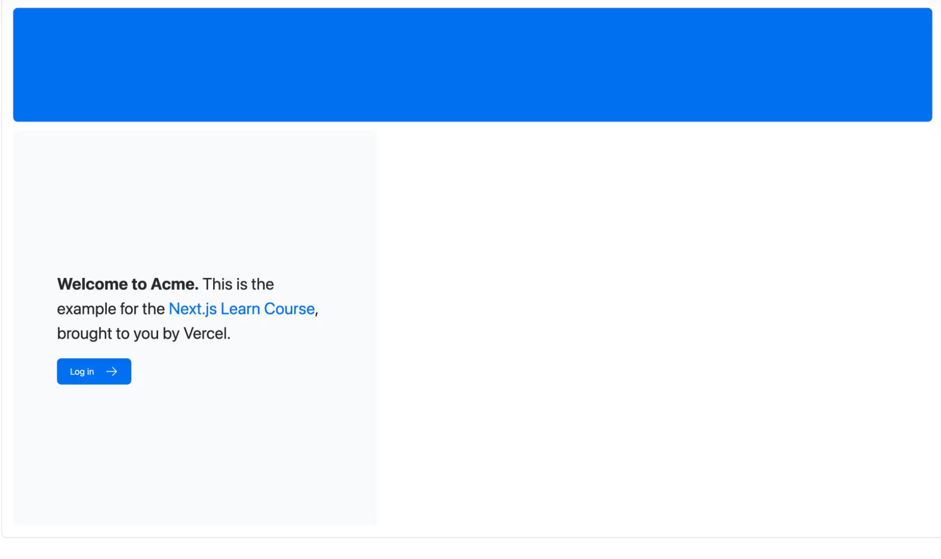 Welcome to Acme. This is the
example for the Next.js Learn Course,
brought to you by Vercel.
Log in